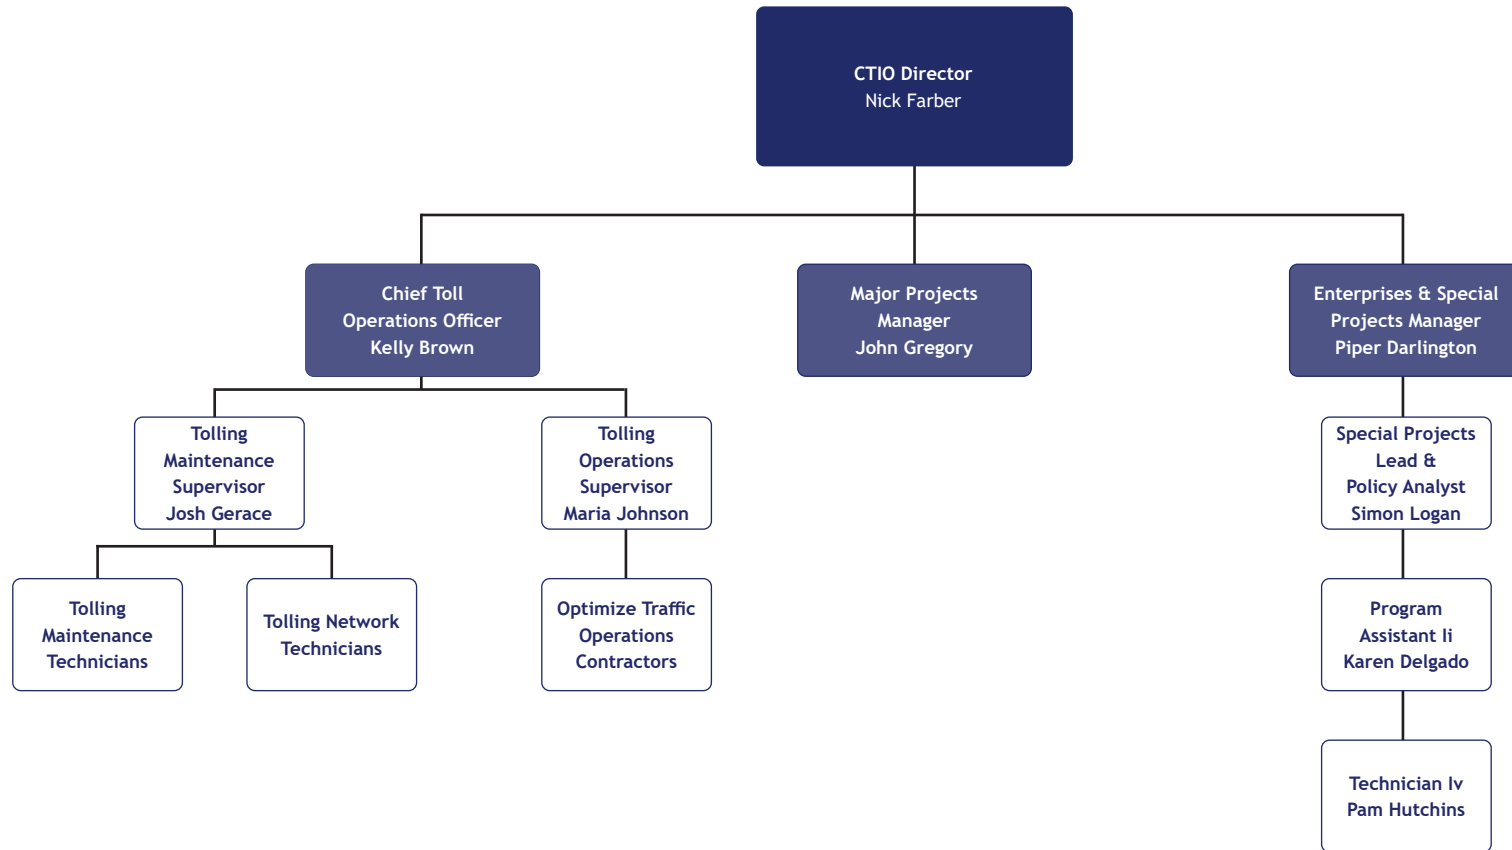 CTIO Director
Nick Farber
Chief Toll
Operations Officer
Kelly Brown
Major Projects
Manager
John Gregory
Enterprises & Special
Projects Manager
Piper Darlington
Tolling
Maintenance
Supervisor
Josh Gerace
Tolling
Operations
Supervisor
Maria Johnson
Special Projects
Lead &
Policy Analyst
Simon Logan
Tolling
Maintenance
Technicians
Tolling Network
Technicians
Optimize Traffic
Operations
Contractors
Program
Assistant Ii
Karen Delgado
Technician Iv
Pam Hutchins